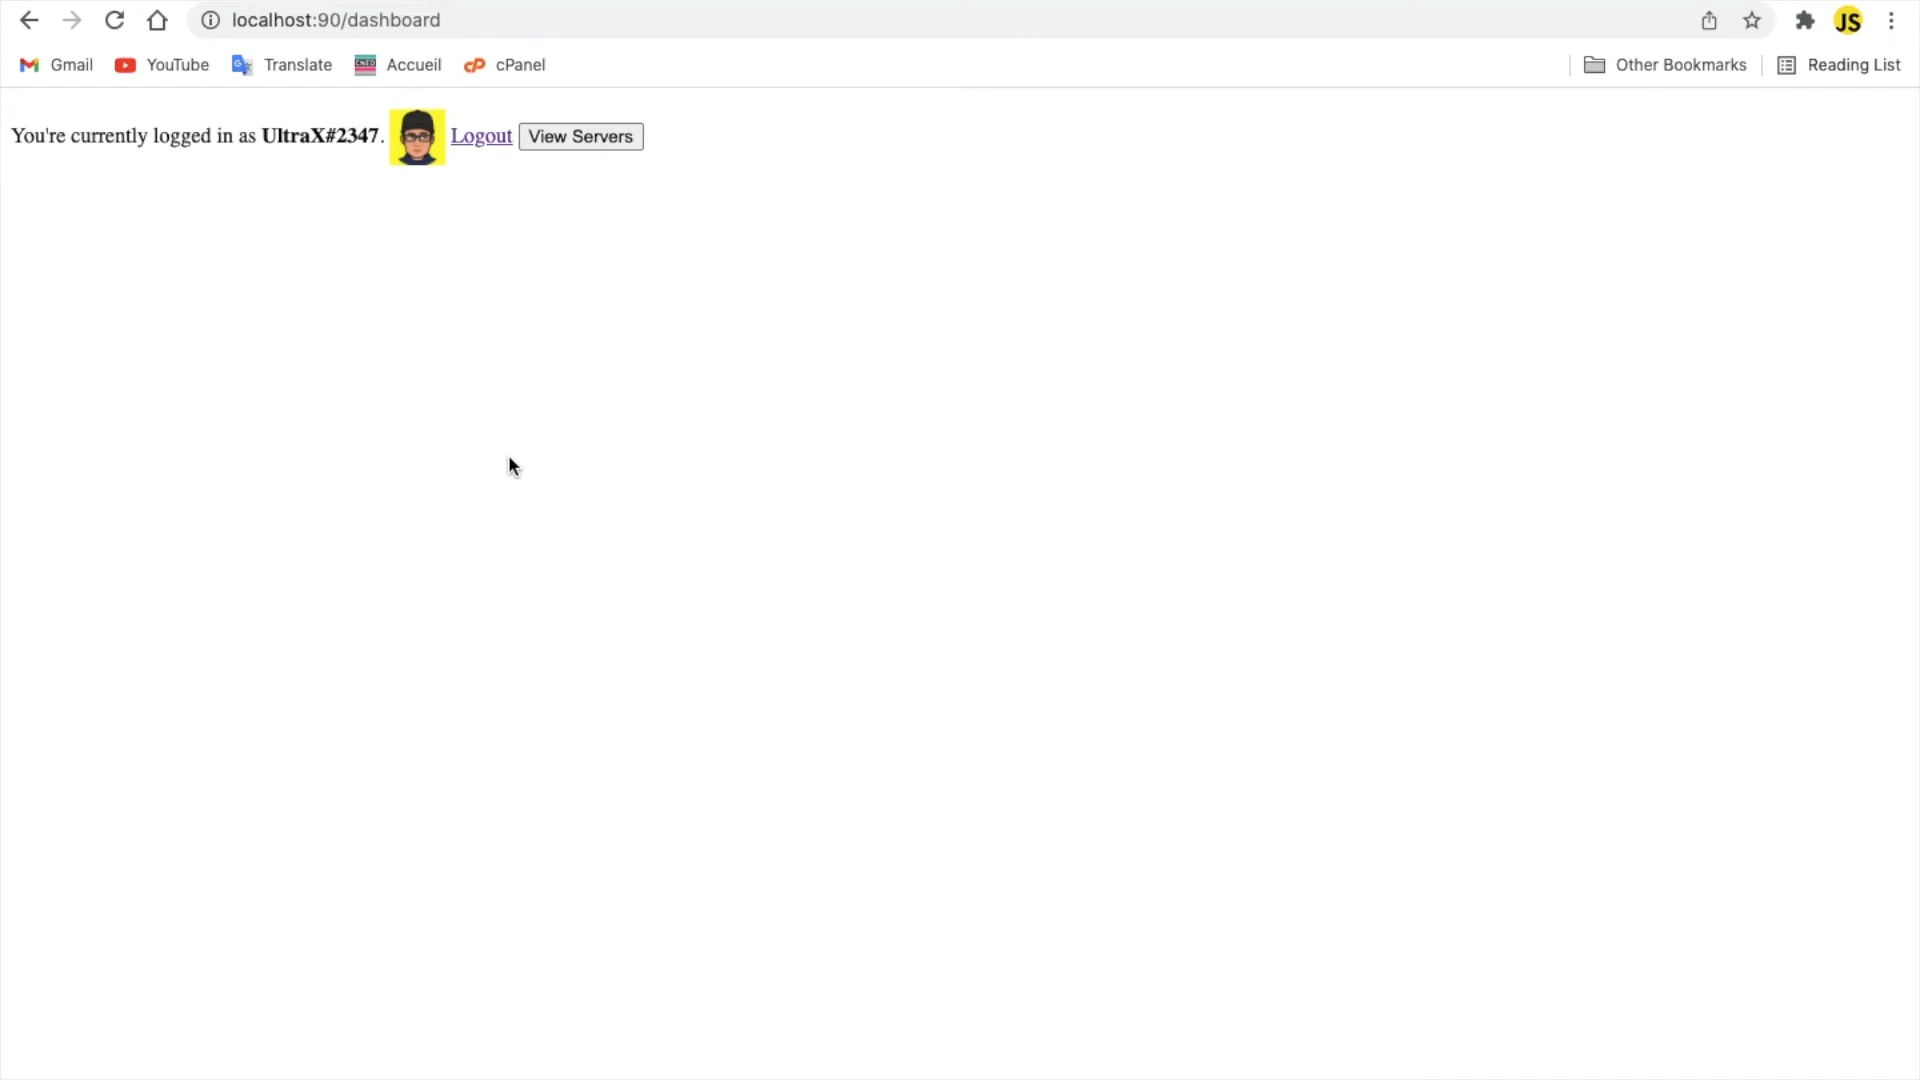 localhost:90/dashboard
JS
Gmail YouTube Translate CNED Accueil cPanel Other Bookmarks Reading List
You're currently logged in as UltraX#2347. Logout View Servers